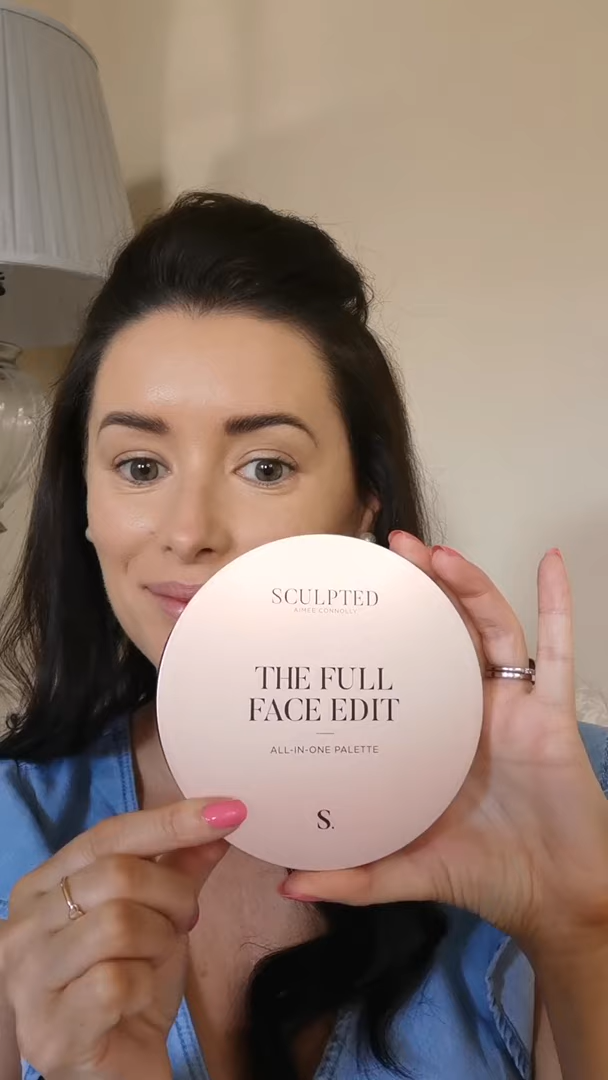 SCULPTED
AIMEE CONNOLLY
THE FULL
FACE EDIT
ALL-IN-ONE PALETTE
S.